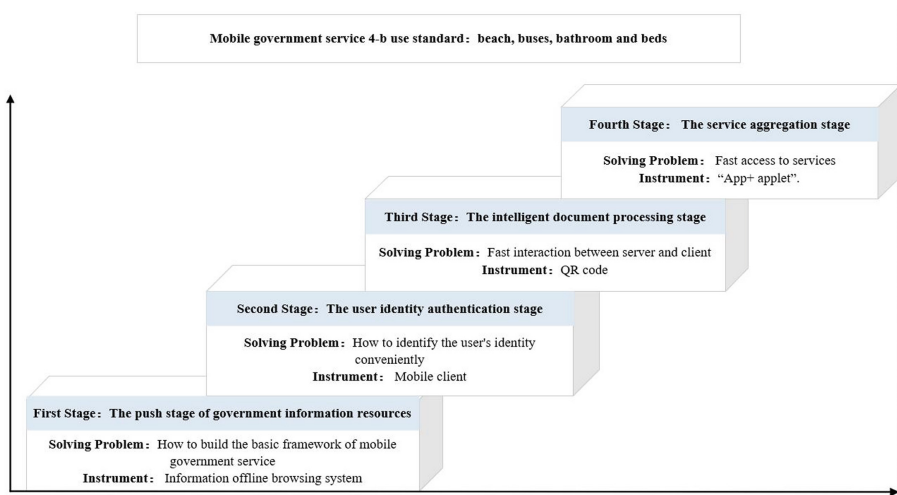 Mobile government service 4-b use standard：beach, buses, bathroom and beds
Fourth Stage： The service aggregation stage
Solving Problem： Fast access to services
Instrument： “App+ applet”.
Third Stage：The intelligent document processing stage
Solving Problem：Fast interaction between server and client
Instrument： QR code
Second Stage：The user identity authentication stage
Solving Problem：How to identify the user's identity
conveniently
Instrument： Mobile client
First Stage：The push stage of government information resources
Solving Problem：How to build the basic framework of mobile
government service
Instrument：Information offline browsing system